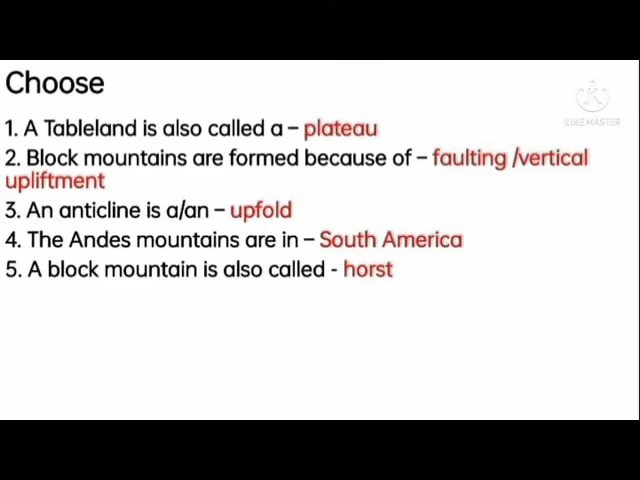 Choose
K
KINEMASTER
1. A Tableland is also called a – plateau
2. Block mountains are formed because of – faulting /vertical
upliftment
3. An anticline is a/an – upfold
4. The Andes mountains are in – South America
5. A block mountain is also called - horst